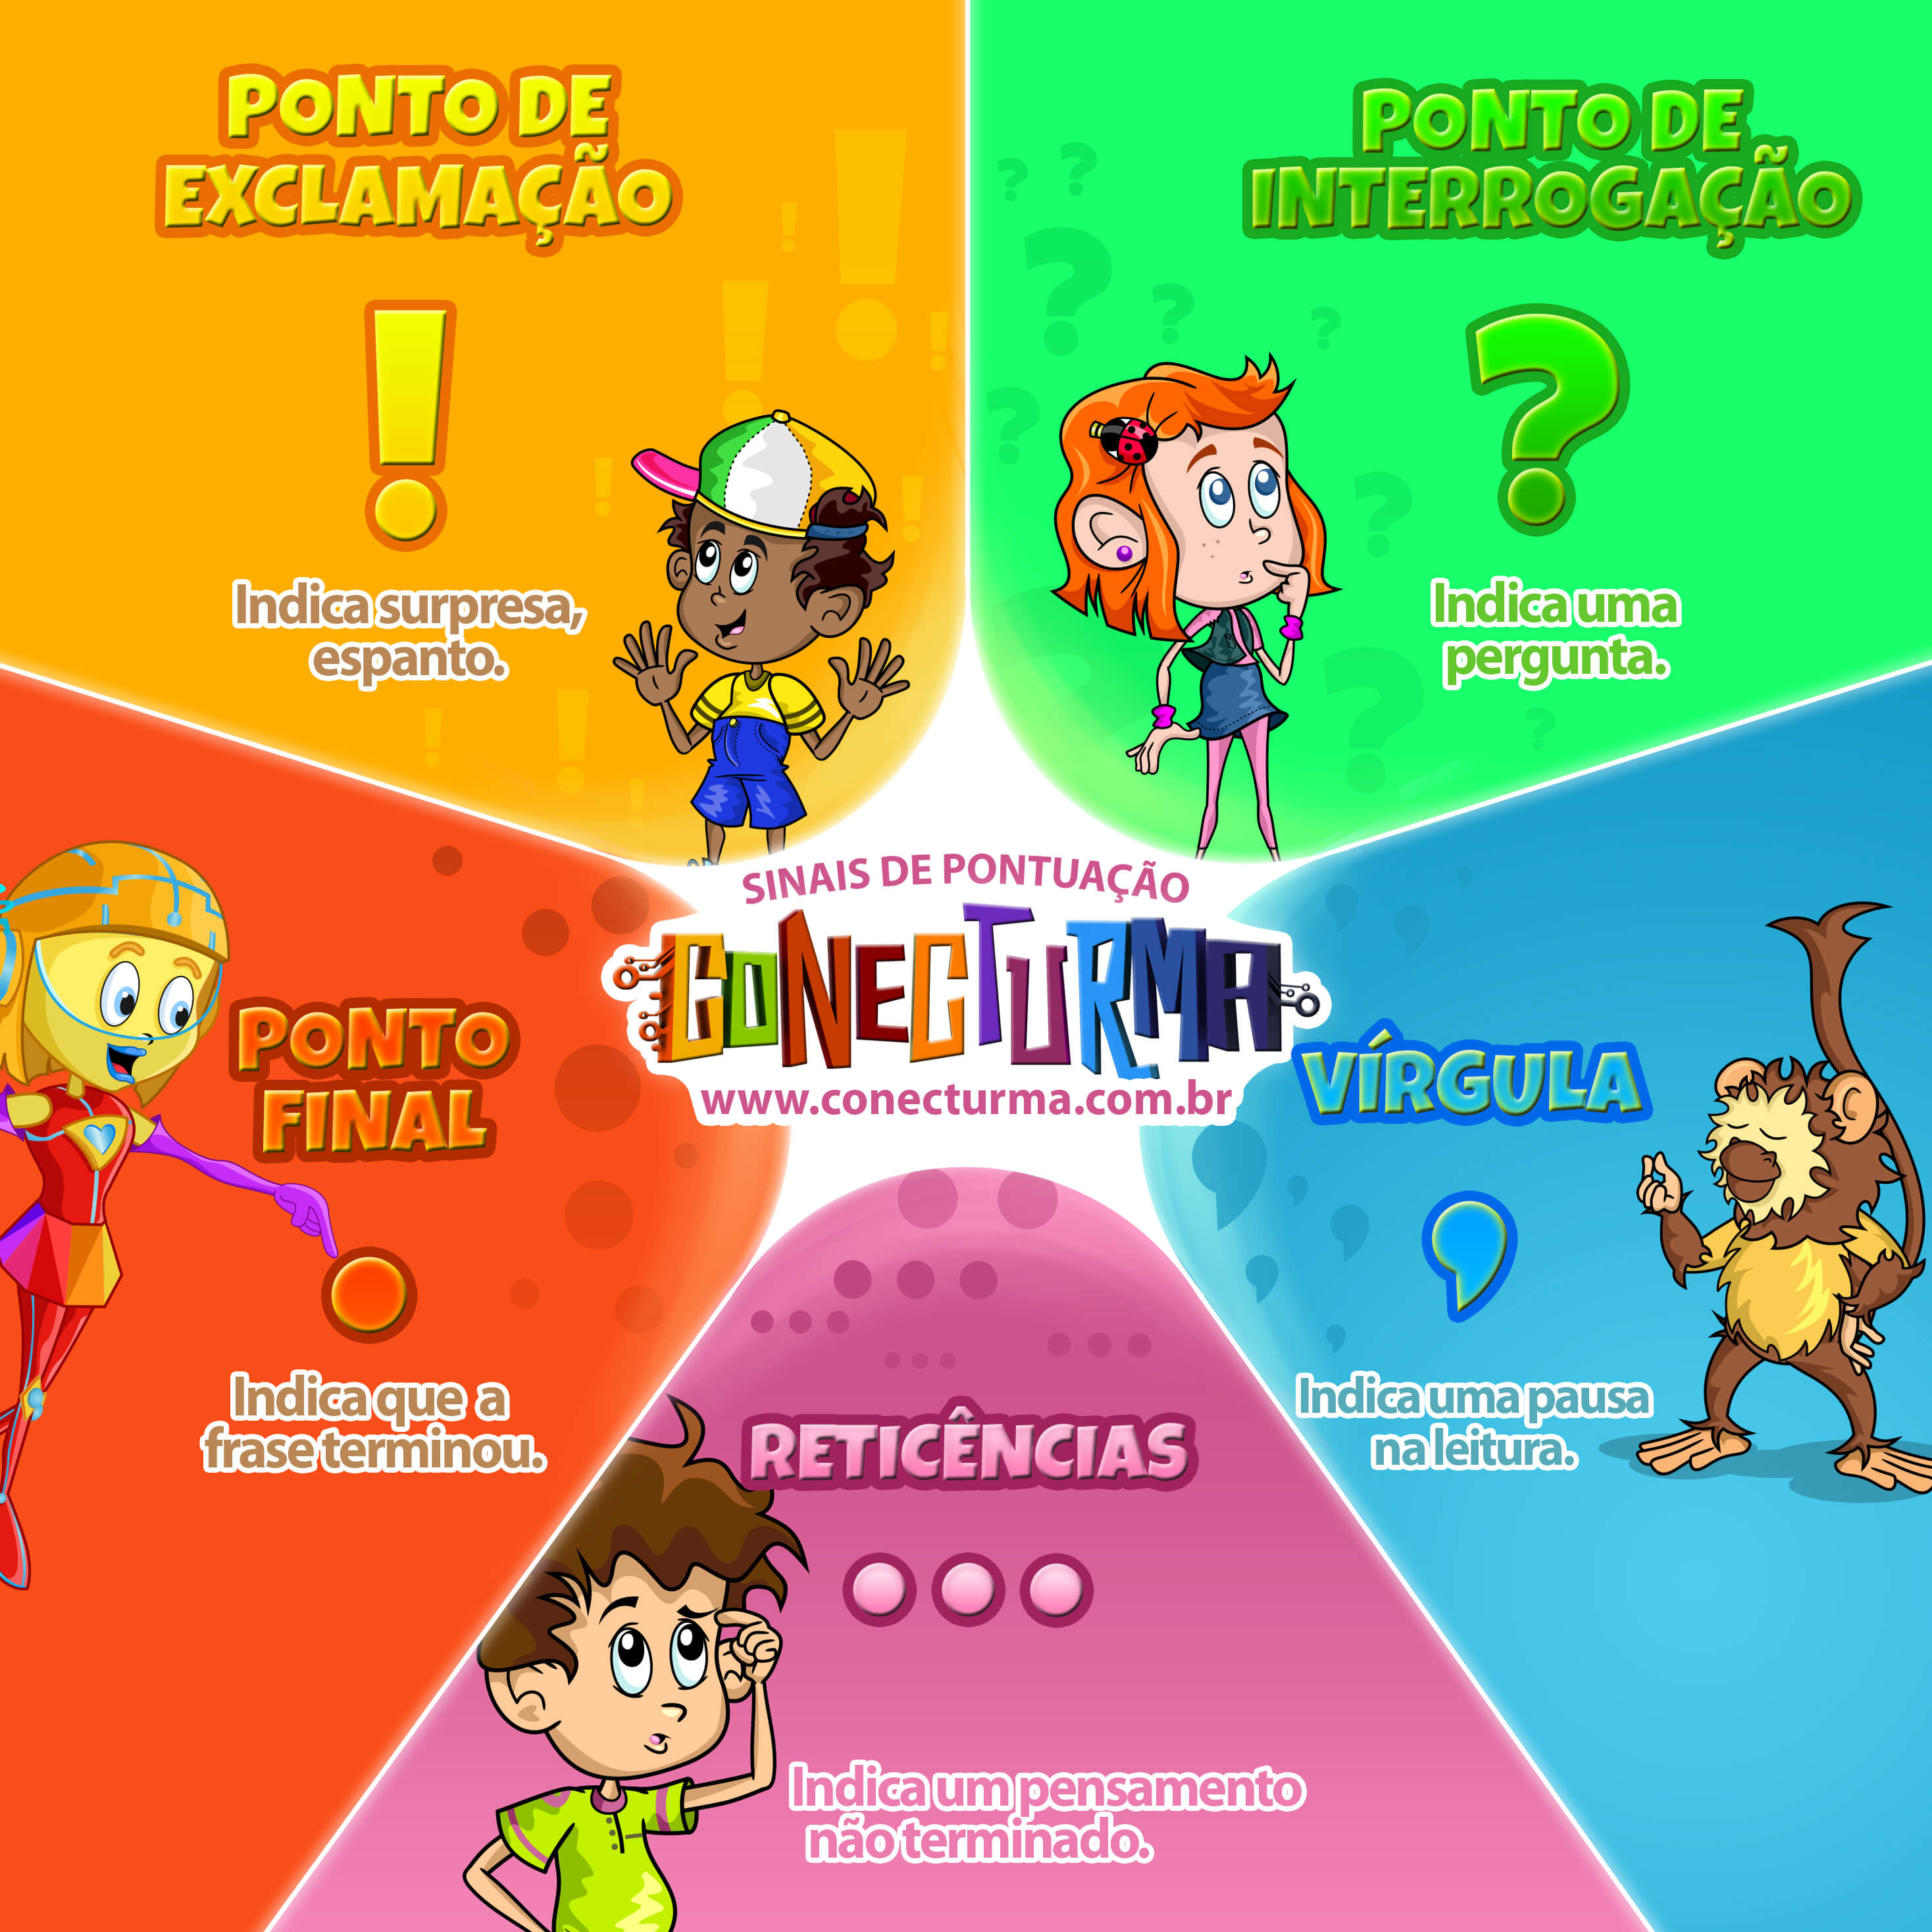 PONTO DE
EXCLAMAÇÃO
!
Indica surpresa,
espanto.
PONTO DE
INTERROGAÇÃO
?
Indica uma
pergunta.
SINAIS DE PONTUAÇÃO
CONECTURMA
www.conecturma.com.br
PONTO
FINAL
.
Indica que a
frase terminou.
VÍRGULA
,
Indica uma pausa
na leitura.
RETICÊNCIAS
...
Indica um pensamento
não terminado.